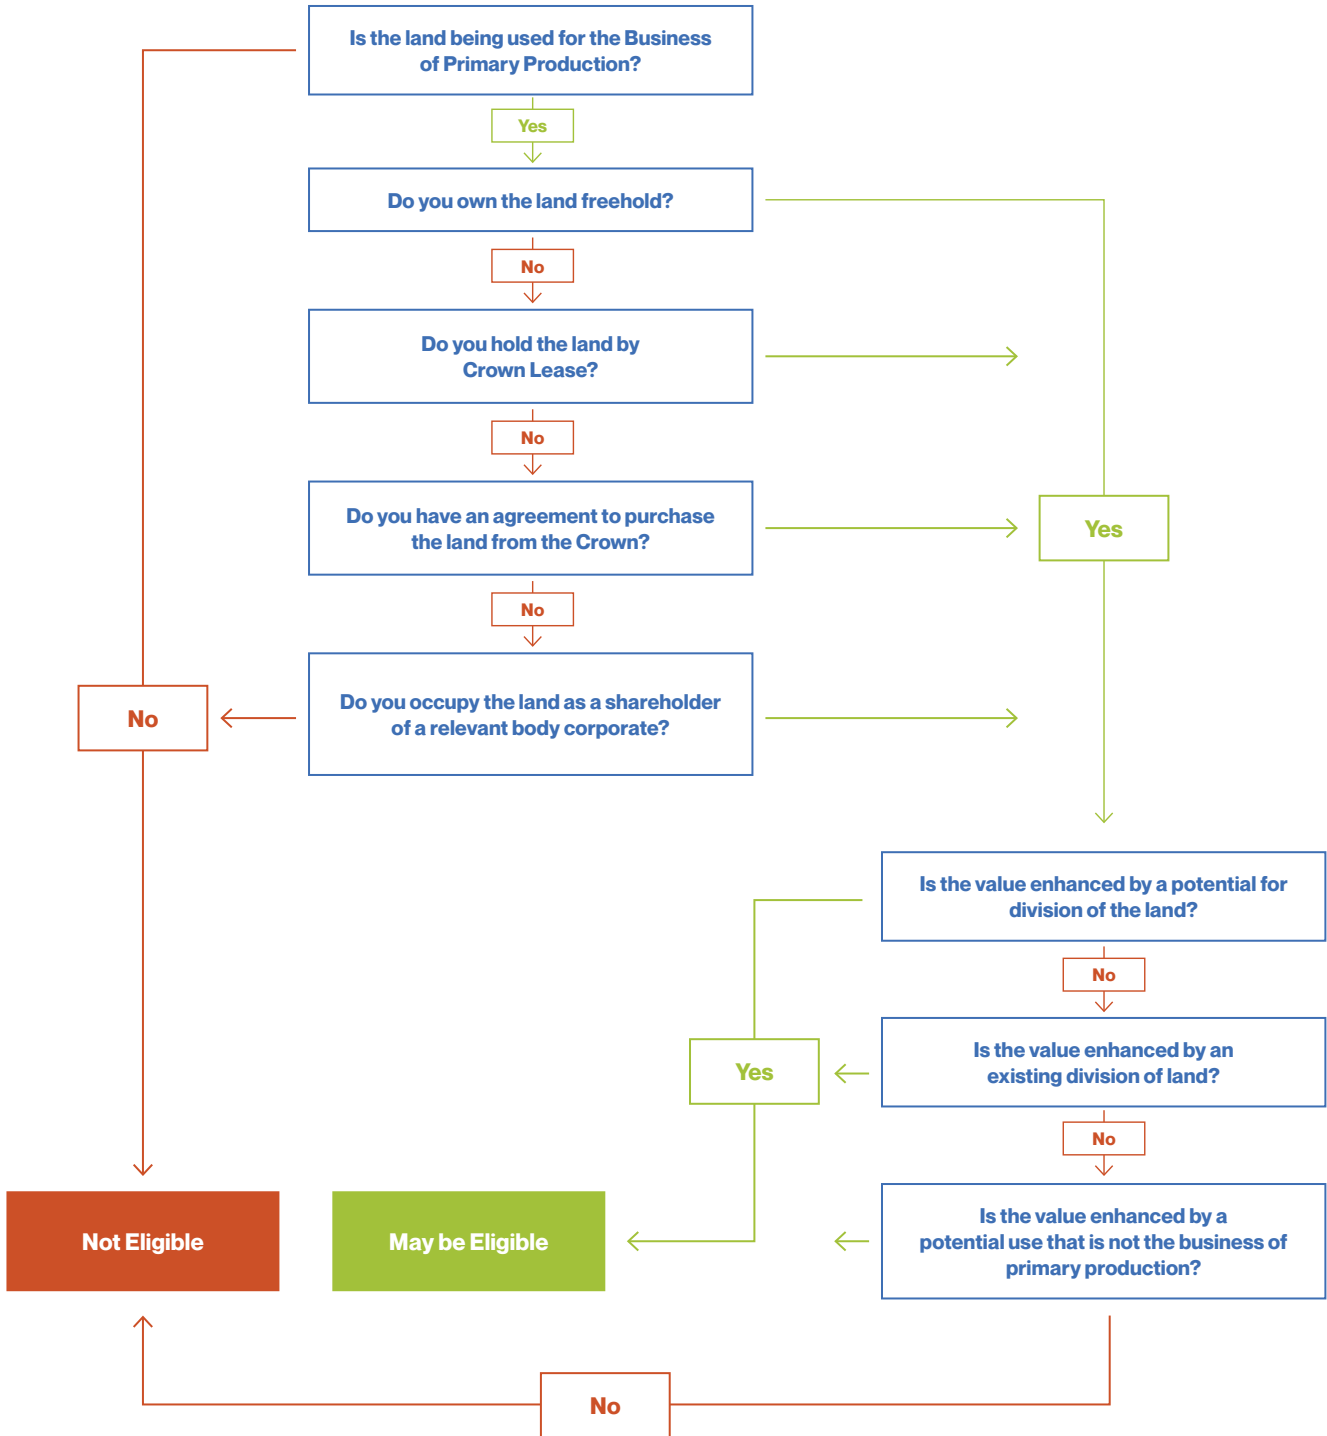 Is the land being used for the Business
of Primary Production?
Yes
Do you own the land freehold?
No
Do you hold the land by
Crown Lease?
No
Do you have an agreement to purchase
the land from the Crown?
Yes
No
Do you occupy the land as a shareholder
of a relevant body corporate?
No
Is the value enhanced by a potential for
division of the land?
No
Is the value enhanced by an
existing division of land?
Yes
No
Is the value enhanced by a
potential use that is not the business of
primary production?
Not Eligible
May be Eligible
No